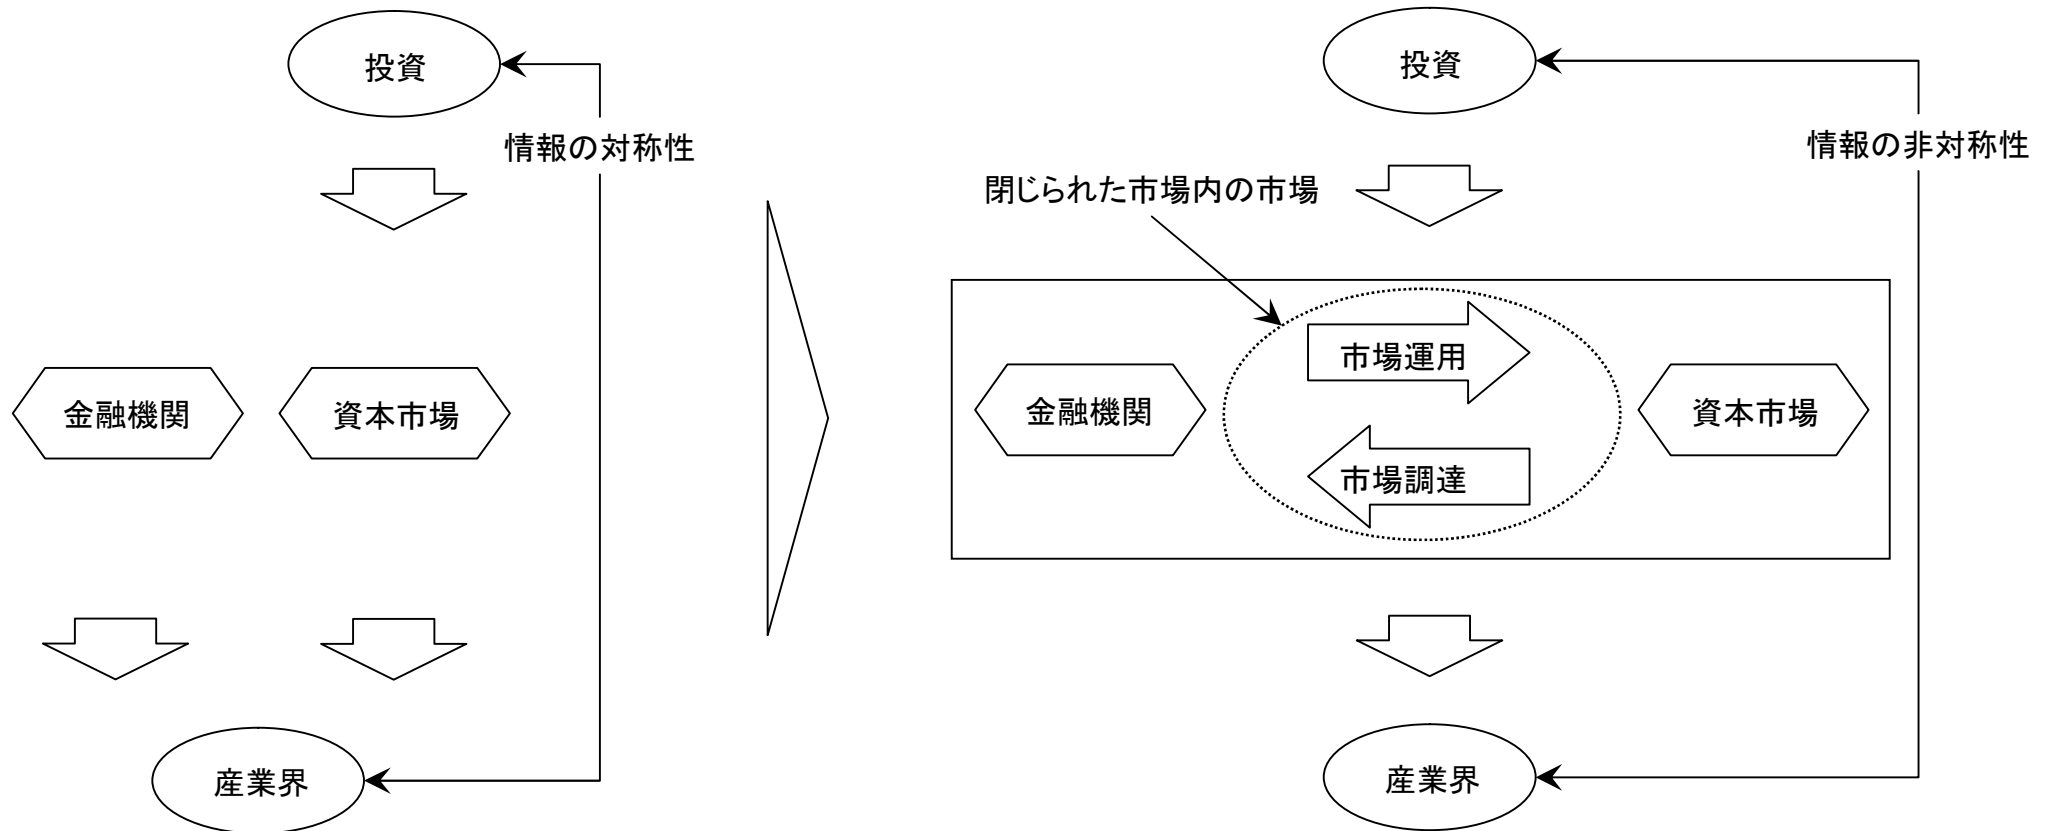 投資
情報の対称性
金融機関
資本市場
産業界
投資
情報の非対称性
閉じられた市場内の市場
市場運用
金融機関
資本市場
市場調達
産業界